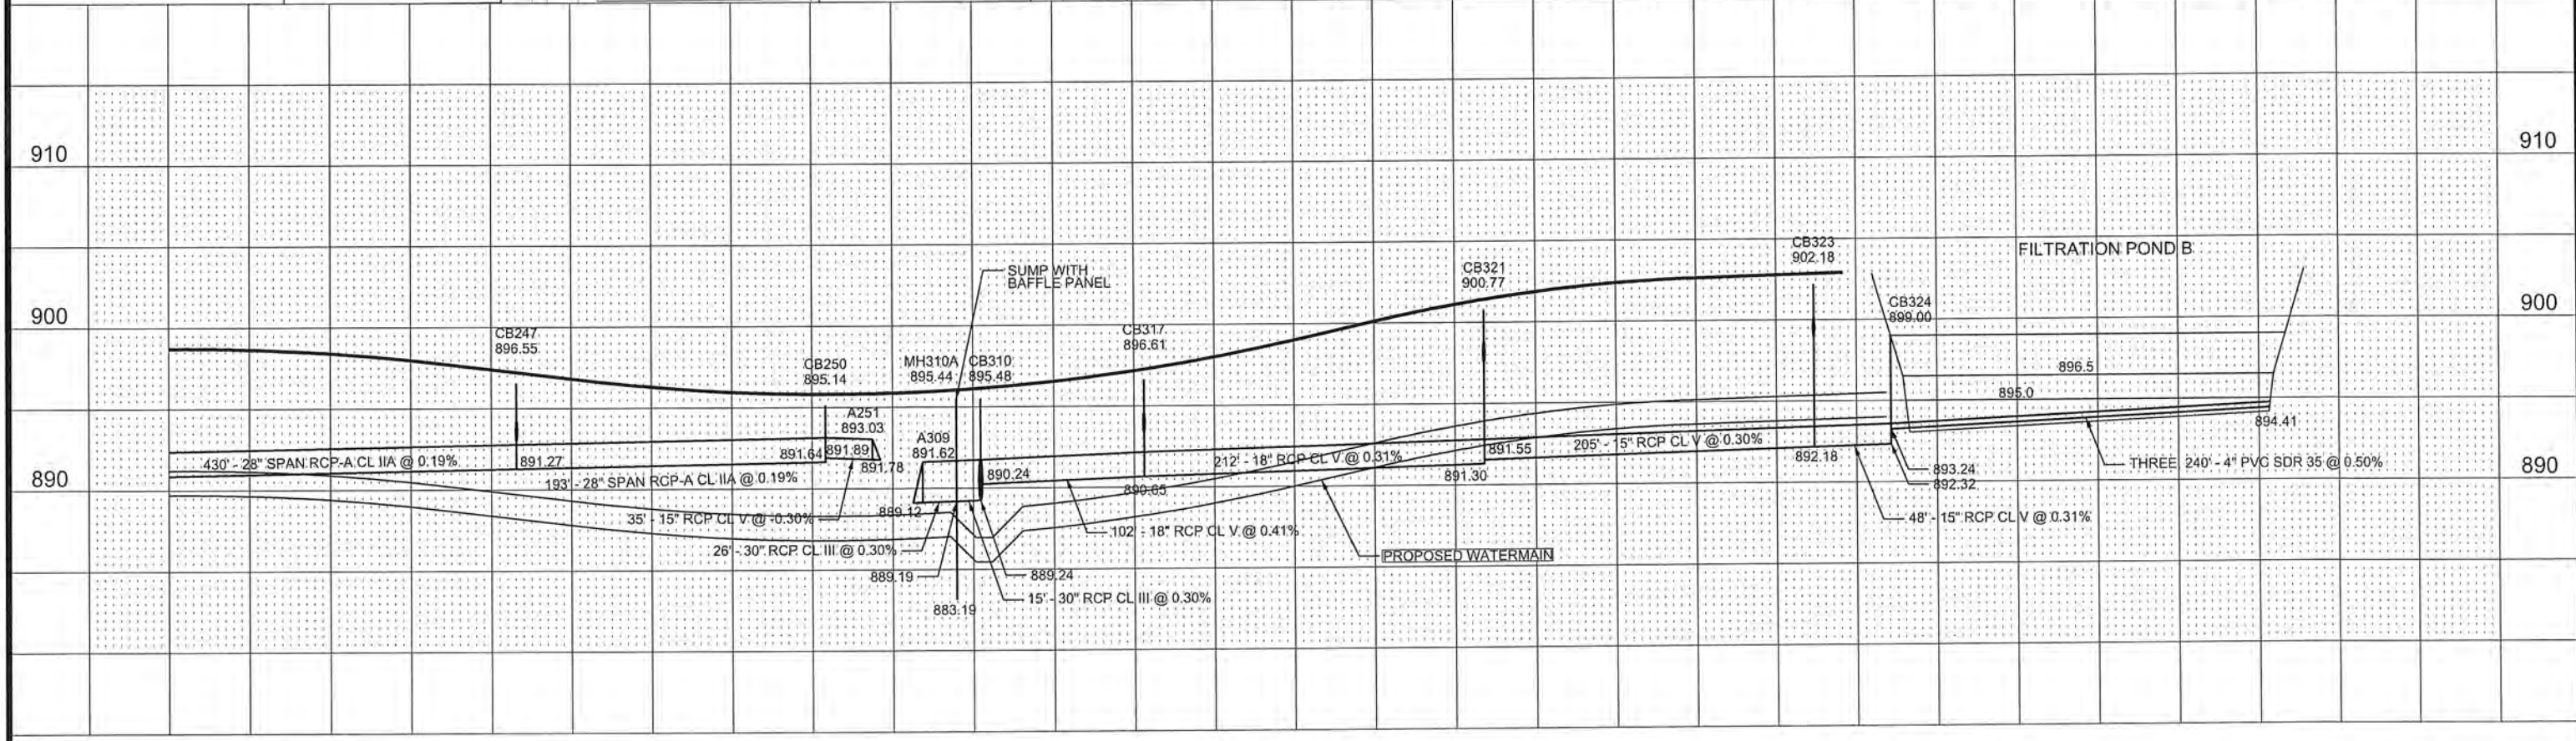 910
910
FILTRATION POND B
CB323
902.18
CB321
900.77
SUMP WITH
BAFFLE PANEL
CB324
899.00
900
900
CB247
896.55
CB317
896.61
CB250
895.14
MH310A
895.44
CB310
895.48
896.5
895.0
A251
893.03
A309
891.62
894.41
430' - 28" SPAN RCP-A CL IIA @ 0.19%
891.27
891.64
891.89
891.78
212' - 18" RCP CL V @ 0.31%
891.55
205' - 15" RCP CL V @ 0.30%
892.18
893.24
892.32
THREE 240' - 4" PVC SDR 35 @ 0.50%
890
890
193' - 28" SPAN RCP-A CL IIA @ 0.19%
890.24
890.65
891.30
889.12
35' - 15" RCP CL V @ -0.30%
102' - 18" RCP CL V @ 0.41%
48' - 15" RCP CL V @ 0.31%
26' - 30" RCP CL III @ 0.30%
PROPOSED WATERMAIN
889.19
889.24
883.19
15' - 30" RCP CL III @ 0.30%